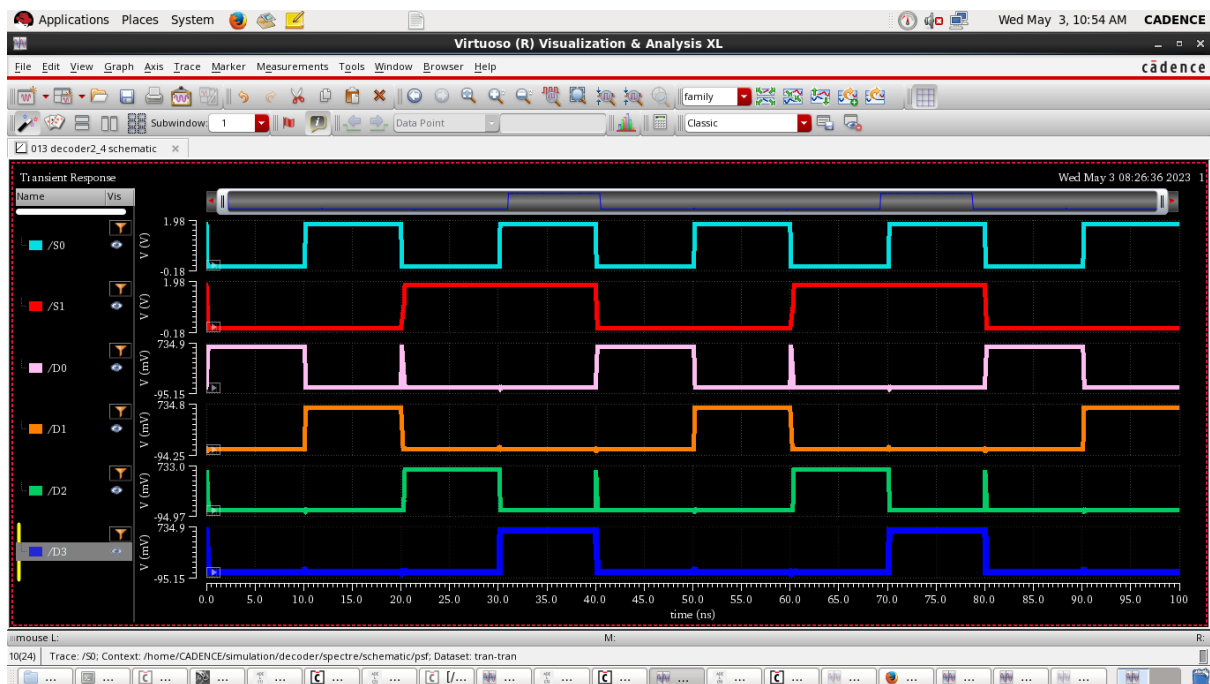 Applications Places System Wed May 3, 10:54 AM CADENCE
Virtuoso (R) Visualization & Analysis XL
File Edit View Graph Axis Trace Marker Measurements Tools Window Browser Help cādence
family
Subwindow: 1 Data Point Classic
013 decoder2_4 schematic ×
Transient Response Wed May 3 08:26:36 2023 1
Name Vis
1.98
/S0 V (V)
-0.18
1.98
/S1 V (V)
-0.18
734.9
/D0 V (mV)
-95.15
734.8
/D1 V (mV)
-94.25
733.0
/D2 V (mV)
-94.97
734.9
/D3 V (mV)
-95.15
0.0 5.0 10.0 15.0 20.0 25.0 30.0 35.0 40.0 45.0 50.0 55.0 60.0 65.0 70.0 75.0 80.0 85.0 90.0 95.0 100
time (ns)
mouse L: M: R:
10(24) Trace: /S0; Context: /home/CADENCE/simulation/decoder/spectre/schematic/psf; Dataset: tran-tran
... ... ... ... ... ... ... [/... ... ... ... ... ... ... ... ... ... ... ...